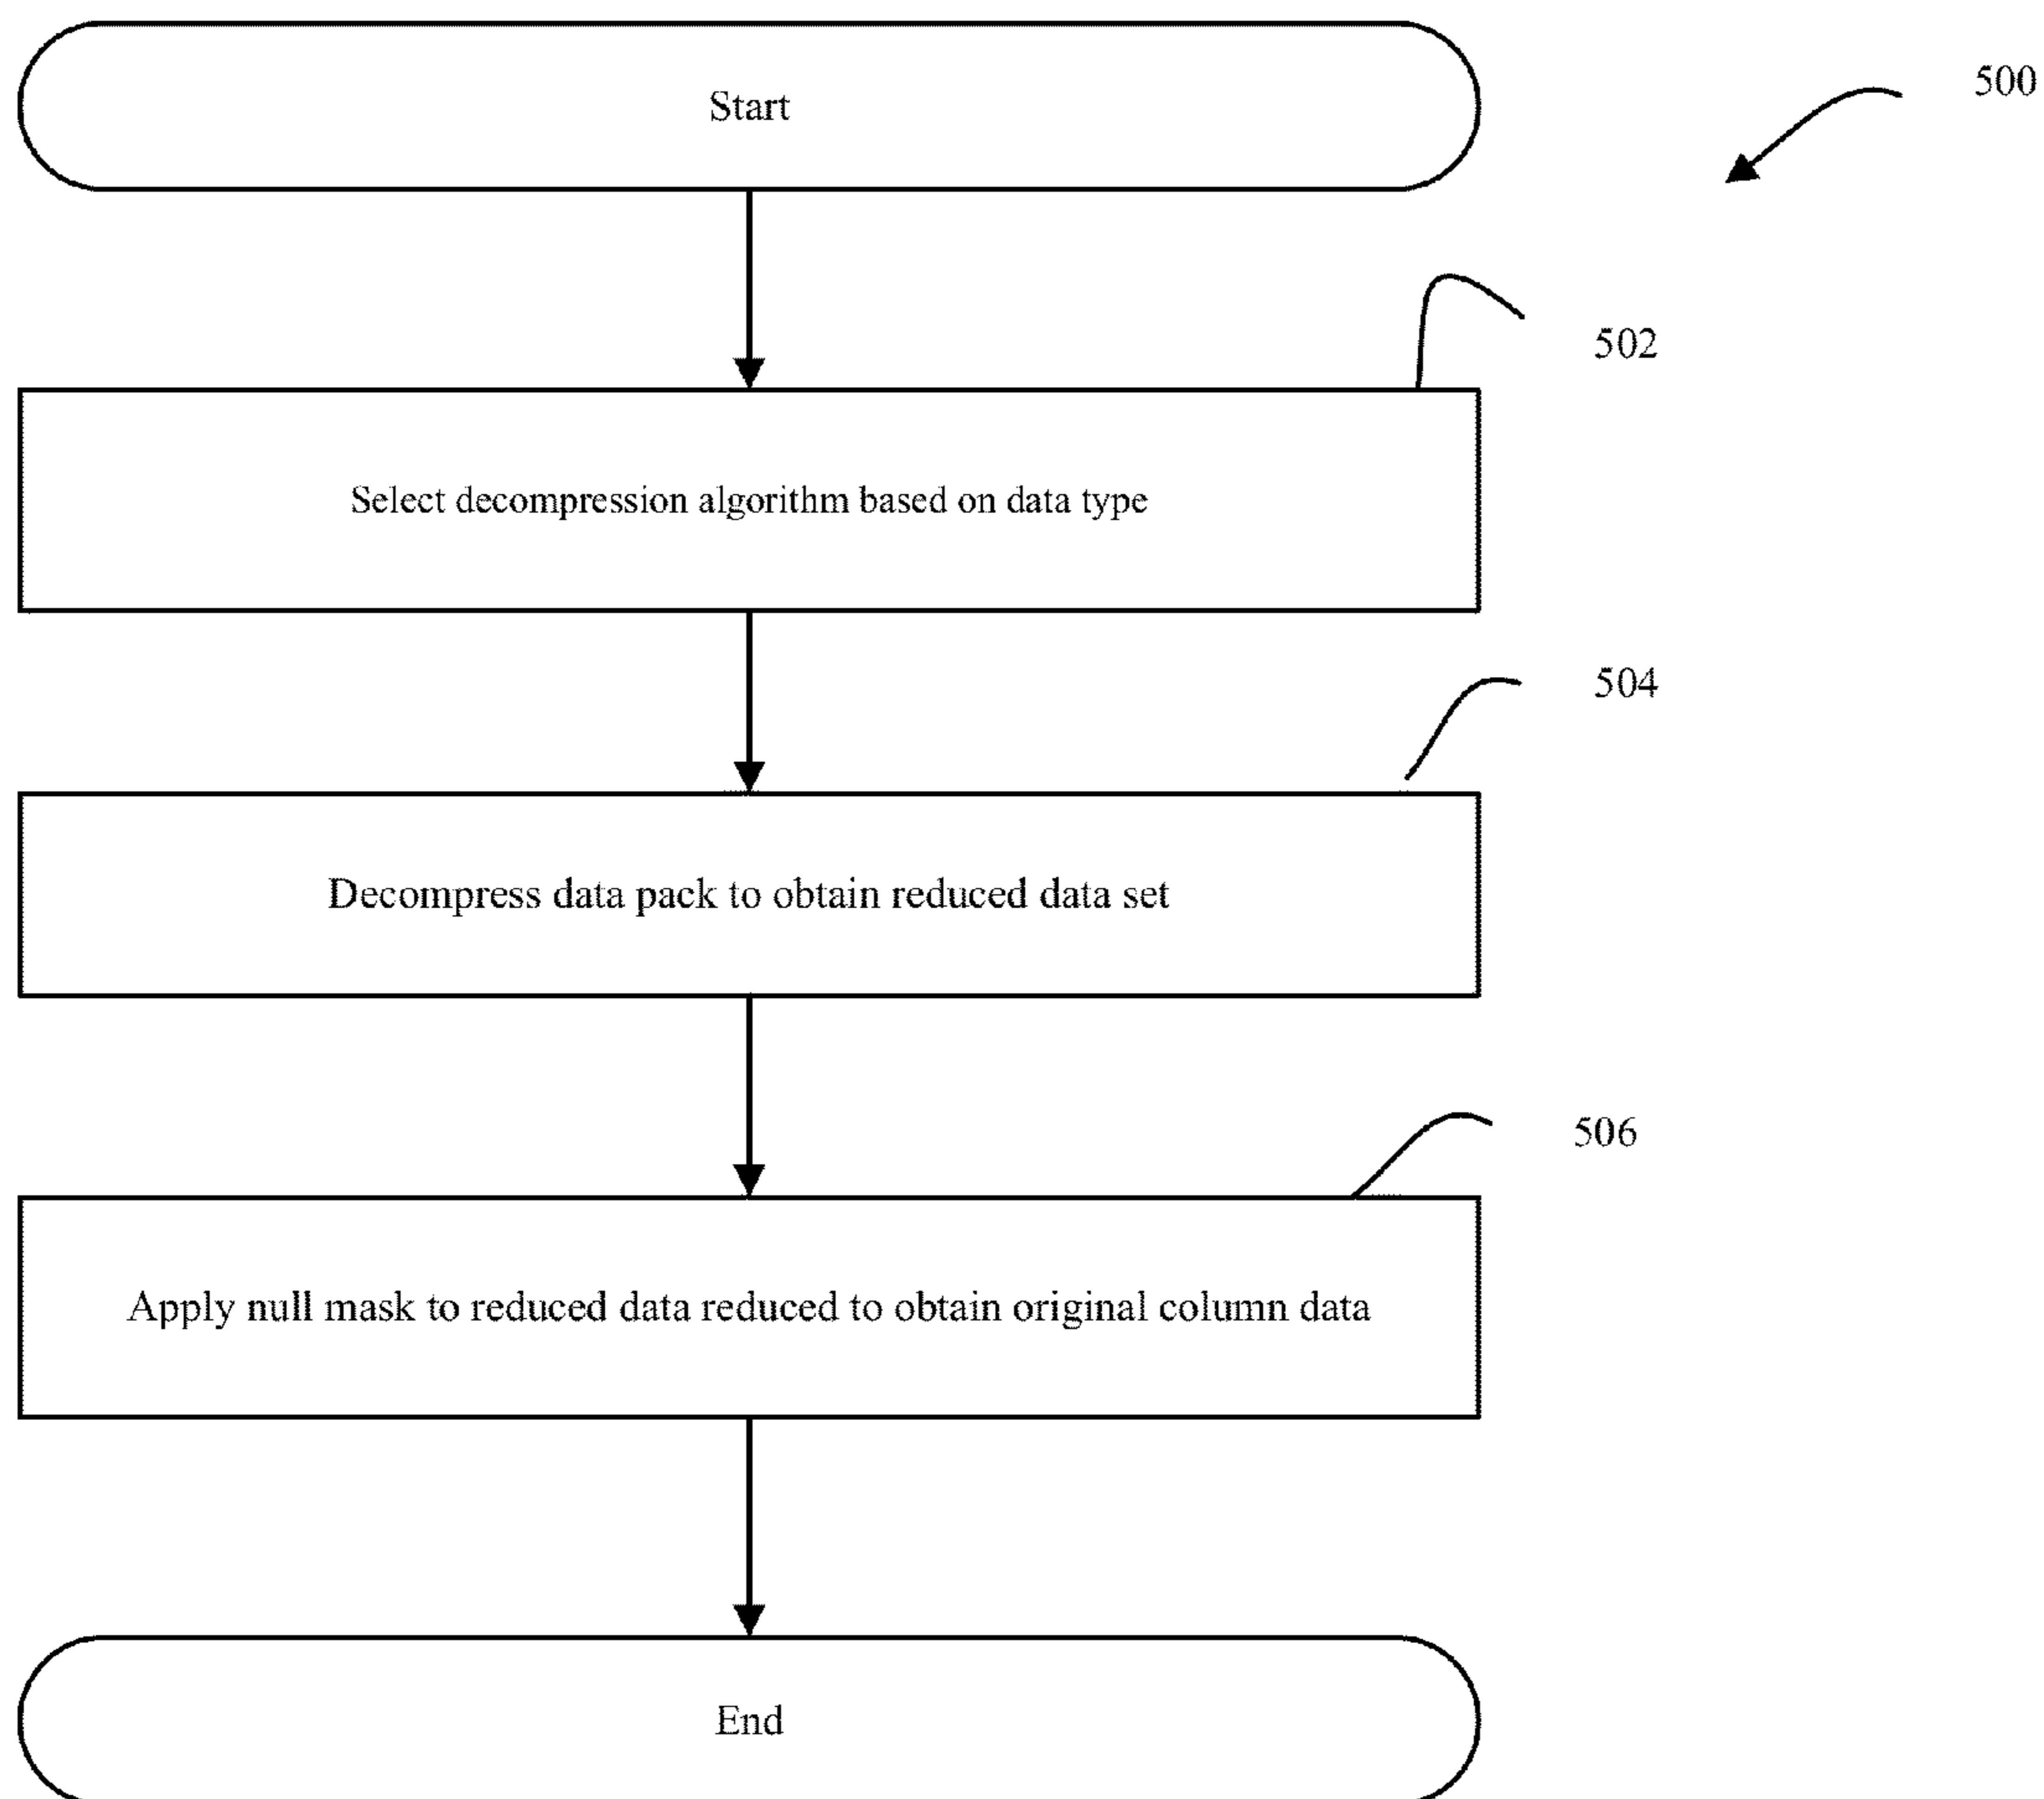 Start
500
502
Select decompression algorithm based on data type
504
Decompress data pack to obtain reduced data set
506
Apply null mask to reduced data reduced to obtain original column data
End